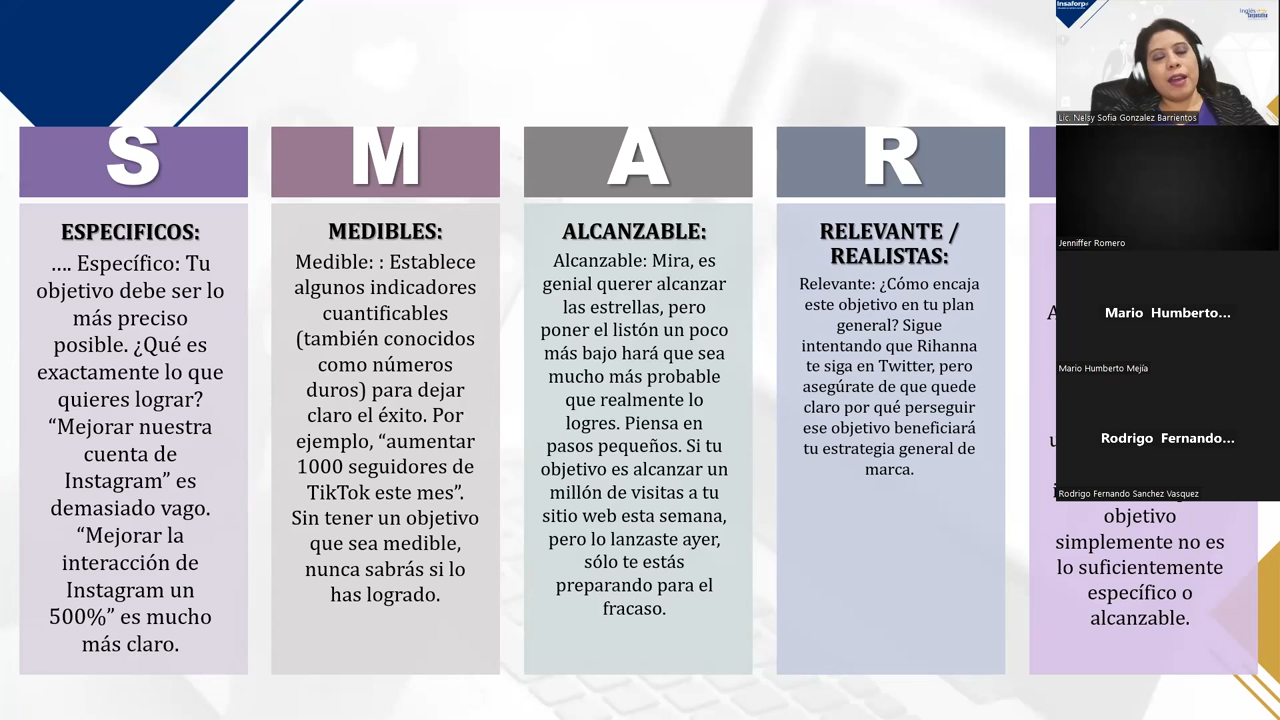 S
ESPECIFICOS:
.... Específico: Tu
objetivo debe ser lo
más preciso
posible. ¿Qué es
exactamente lo que
quieres lograr?
“Mejorar nuestra
cuenta de
Instagram” es
demasiado vago.
“Mejorar la
interacción de
Instagram un
500%” es mucho
más claro.
M
MEDIBLES:
Medible: : Establece
algunos indicadores
cuantificables
(también conocidos
como números
duros) para dejar
claro el éxito. Por
ejemplo, “aumentar
1000 seguidores de
TikTok este mes”.
Sin tener un objetivo
que sea medible,
nunca sabrás si lo
has logrado.
A
ALCANZABLE:
Alcanzable: Mira, es
genial querer alcanzar
las estrellas, pero
poner el listón un poco
más bajo hará que sea
mucho más probable
que realmente lo
logres. Piensa en
pasos pequeños. Si tu
objetivo es alcanzar un
millón de visitas a tu
sitio web esta semana,
pero lo lanzaste ayer,
sólo te estás
preparando para el
fracaso.
R
RELEVANTE /
REALISTAS:
Relevante: ¿Cómo encaja
este objetivo en tu plan
general? Sigue
intentando que Rihanna
te siga en Twitter, pero
asegúrate de que quede
claro por qué perseguir
ese objetivo beneficiará
tu estrategia general de
marca.
objetivo
simplemente no es
lo suficientemente
específico o
alcanzable.
Insaforp
Lic. Nelsy Sofia Gonzalez Barrientos
Jenniffer Romero
Mario Humberto...
Mario Humberto Mejía
Rodrigo Fernando...
Rodrigo Fernando Sanchez Vasquez